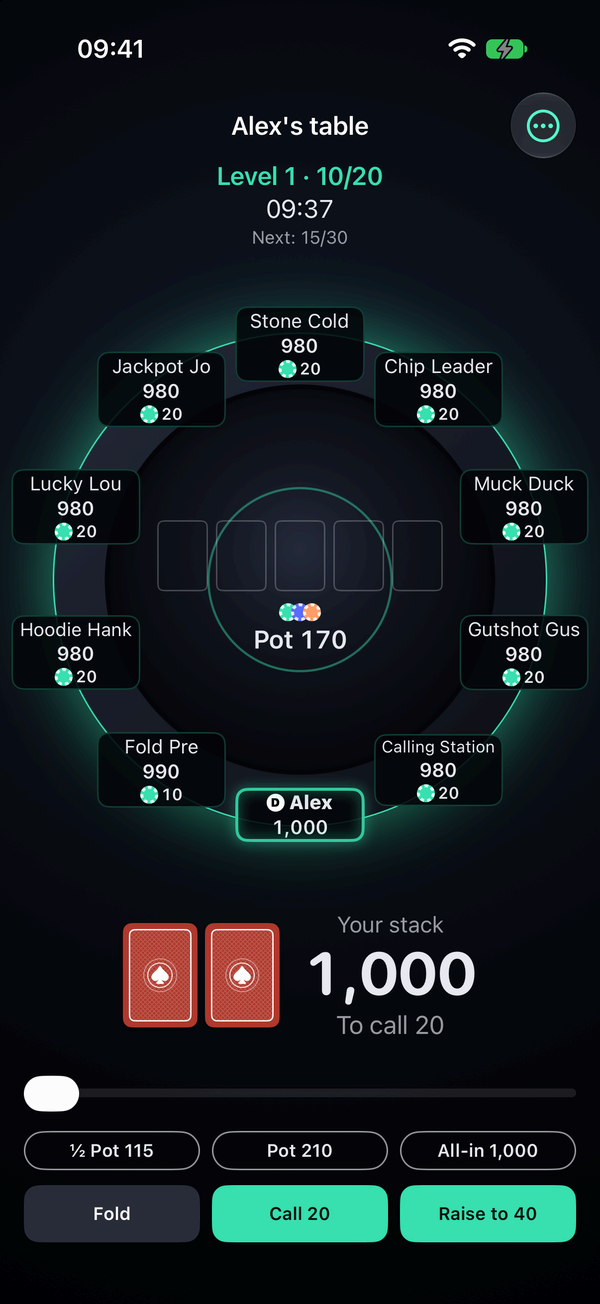 09:41
Alex's table
Level 1 · 10/20
09:37
Next: 15/30
Stone Cold
980
20
Jackpot Jo
980
20
Chip Leader
980
20
Lucky Lou
980
20
Muck Duck
980
20
Pot 170
Hoodie Hank
980
20
Gutshot Gus
980
20
Fold Pre
990
10
Calling Station
980
20
D Alex
1,000
Your stack
1,000
To call 20
½ Pot 115
Pot 210
All-in 1,000
Fold
Call 20
Raise to 40